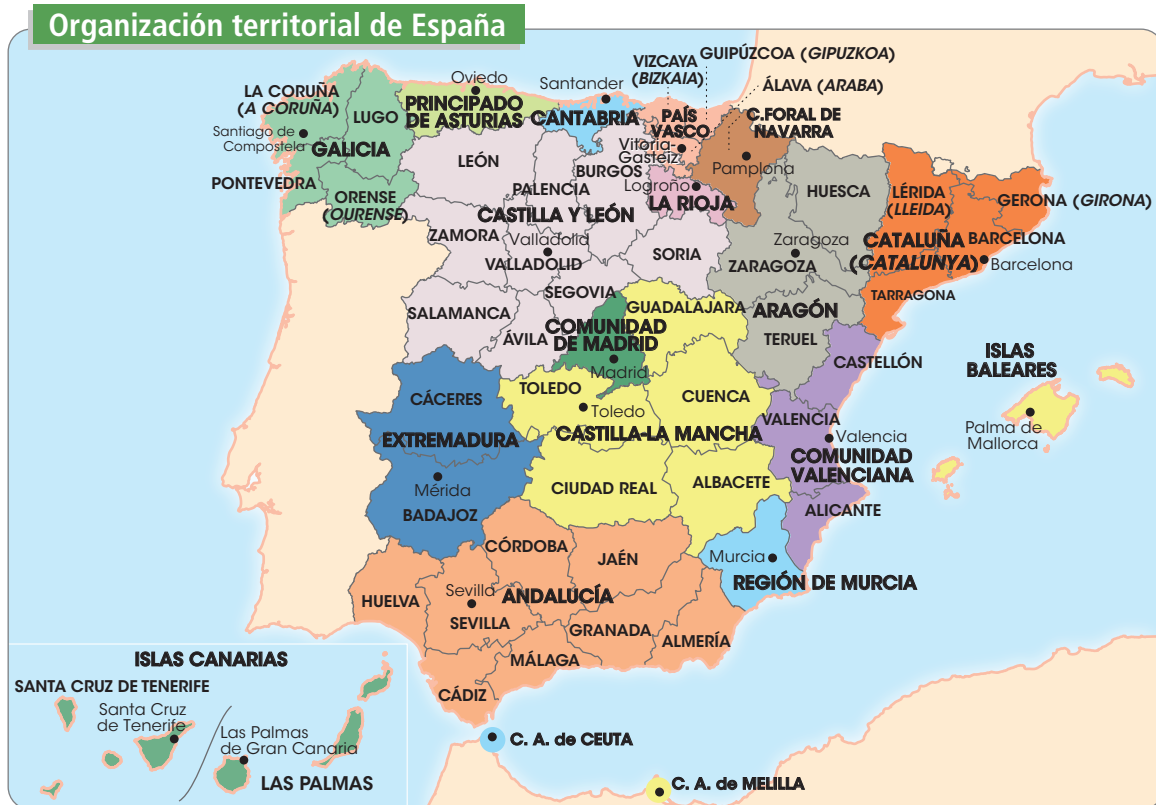 Organización territorial de España
VIZCAYA
(BIZKAIA)
GUIPÚZCOA (GIPUZKOA)
ÁLAVA (ARABA)
LA CORUÑA
(A CORUÑA)
LUGO
Santiago de
Compostela
GALICIA
PONTEVEDRA
ORENSE
(OURENSE)
Oviedo
PRINCIPADO
DE ASTURIAS
Santander
CANTABRIA
PAÍS
VASCO
Vitoria-
Gasteiz
C.FORAL DE
NAVARRA
Pamplona
LEÓN
PALENCIA
BURGOS
Logrono
LA RIOJA
CASTILLA Y LEÓN
ZAMORA
Valladolid
VALLADOLID
SORIA
SEGOVIA
SALAMANCA
ÁVILA
HUESCA
Zaragoza
ZARAGOZA
ARAGÓN
TERUEL
LÉRIDA
(LLEIDA)
GERONA (GIRONA)
CATALUÑA
(CATALUNYA)
BARCELONA
Barcelona
TARRAGONA
COMUNIDAD
DE MADRID
Madrid
GUADALAJARA
TOLEDO
Toledo
CUENCA
CASTILLA-LA MANCHA
CIUDAD REAL
ALBACETE
CASTELLÓN
VALENCIA
Valencia
COMUNIDAD
VALENCIANA
ALICANTE
ISLAS
BALEARES
Palma de
Mallorca
CÁCERES
EXTREMADURA
Mérida
BADAJOZ
Murcia
REGIÓN DE MURCIA
CÓRDOBA
JAÉN
HUELVA
Sevilla
SEVILLA
ANDALUCÍA
GRANADA
ALMERÍA
MÁLAGA
CÁDIZ
C. A. de CEUTA
C. A. de MELILLA
ISLAS CANARIAS
SANTA CRUZ DE TENERIFE
Santa Cruz
de Tenerife
Las Palmas
de Gran Canaria
LAS PALMAS